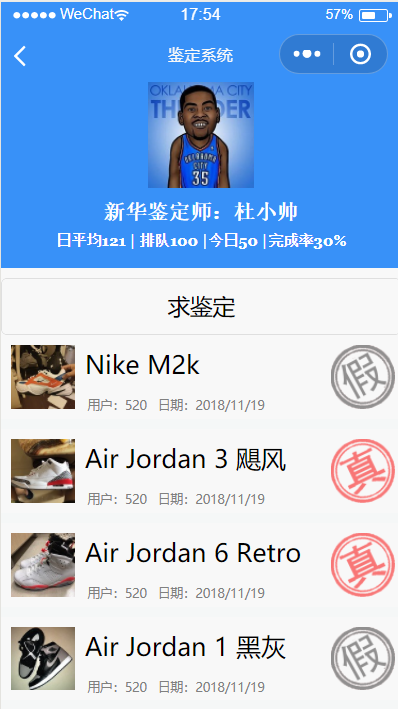 WeChat 17:54 57%
鉴定系统
OKLAHOMA CITY
THUNDER
OKLAHOMA
CITY
35
新华鉴定师：杜小帅
日平均121 | 排队100 |今日50 |完成率30%
求鉴定
Nike M2k
假
用户：520 日期：2018/11/19
Air Jordan 3 飓风
真
用户：520 日期：2018/11/19
Air Jordan 6 Retro
真
用户：520 日期：2018/11/19
Air Jordan 1 黑灰
假
用户：520 日期：2018/11/19